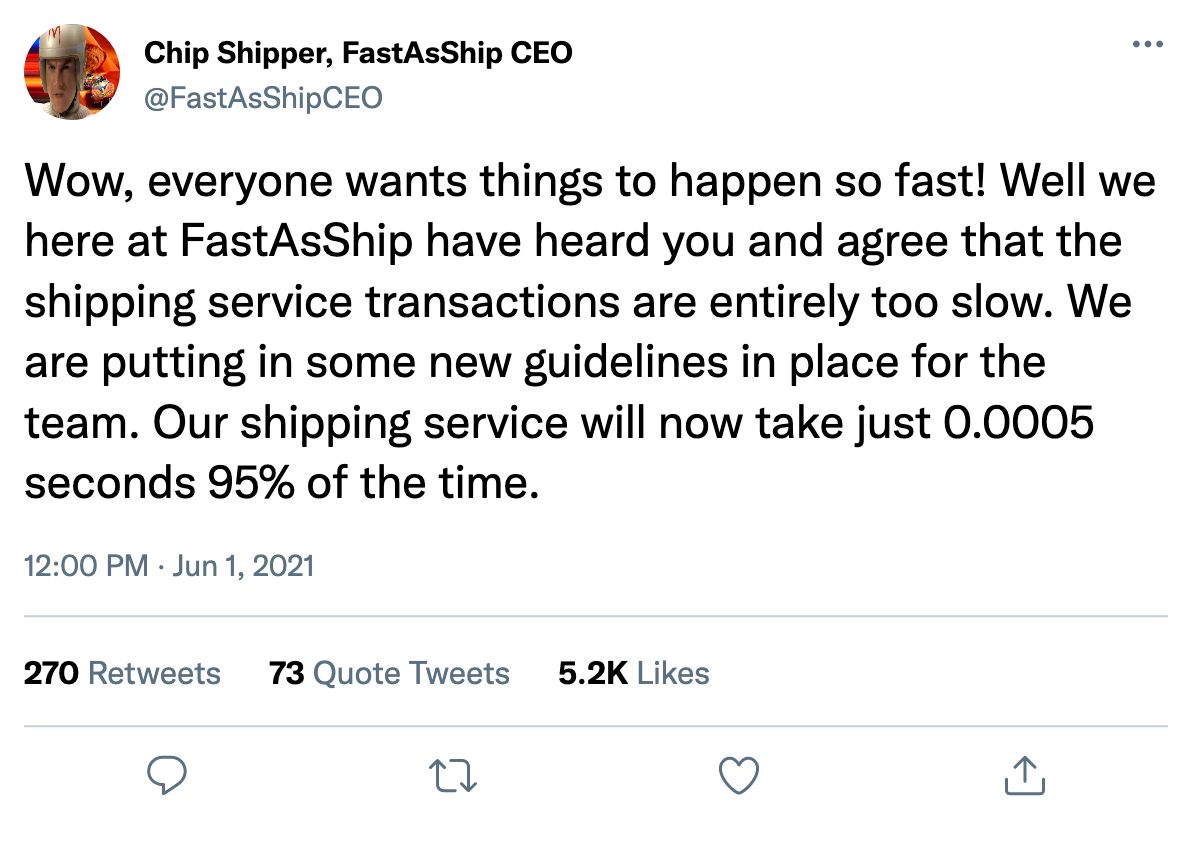 Chip Shipper, FastAsShip CEO
@FastAsShipCEO
Wow, everyone wants things to happen so fast! Well we
here at FastAsShip have heard you and agree that the
shipping service transactions are entirely too slow. We
are putting in some new guidelines in place for the
team. Our shipping service will now take just 0.0005
seconds 95% of the time.
12:00 PM · Jun 1, 2021
270 Retweets 73 Quote Tweets 5.2K Likes